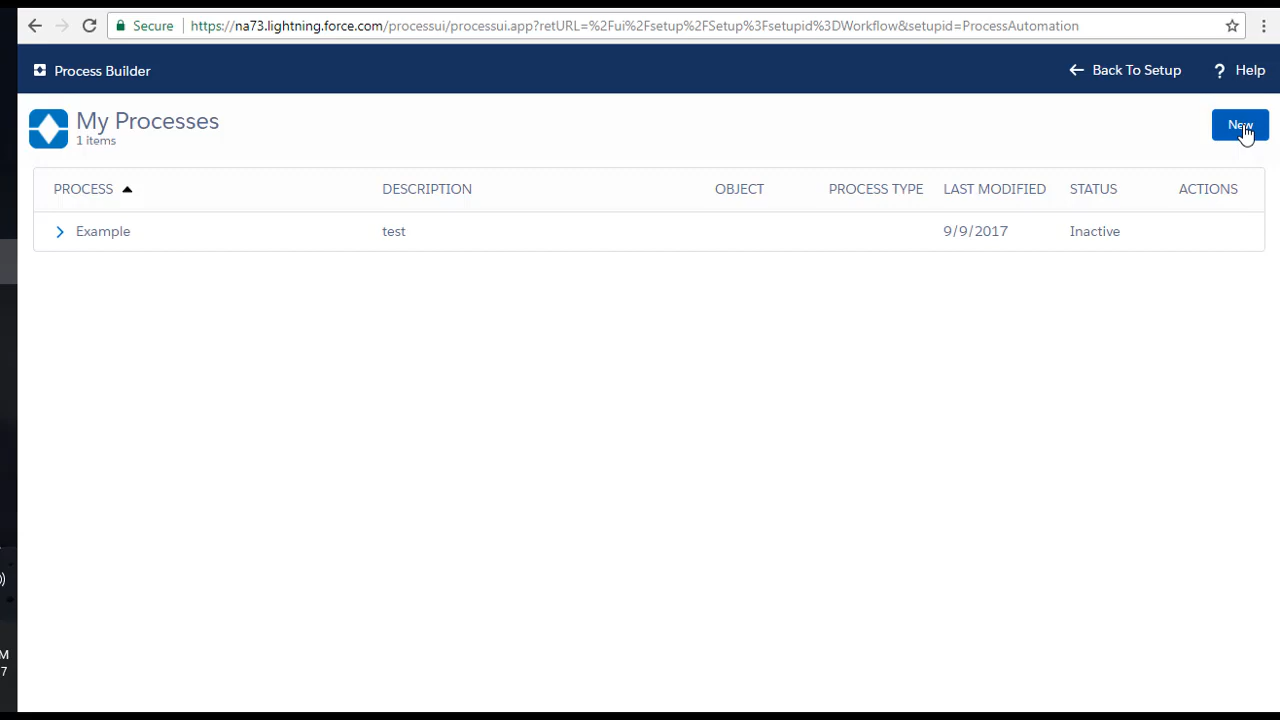 Secure https://na73.lightning.force.com/processui/processui.app?retURL=%2Fui%2Fsetup%2FSetup%3Fsetupid%3DWorkflow&setupid=ProcessAutomation
Process Builder Back To Setup ? Help
My Processes
1 items
New
PROCESS DESCRIPTION OBJECT PROCESS TYPE LAST MODIFIED STATUS ACTIONS
Example test 9/9/2017 Inactive
M
7